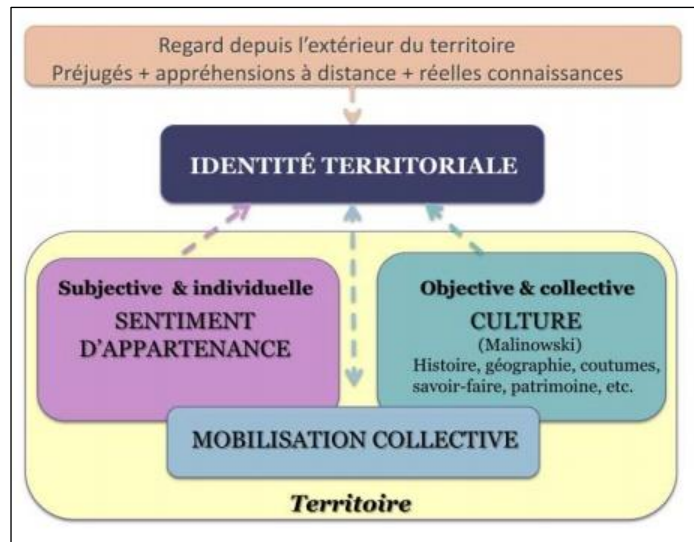 Regard depuis l'extérieur du territoire
Préjugés + appréhensions à distance + réelles connaissances
IDENTITÉ TERRITORIALE
Subjective & individuelle
SENTIMENT
D'APPARTENANCE
Objective & collective
CULTURE
(Malinowski)
Histoire, géographie, coutumes,
savoir-faire, patrimoine, etc.
MOBILISATION COLLECTIVE
Territoire